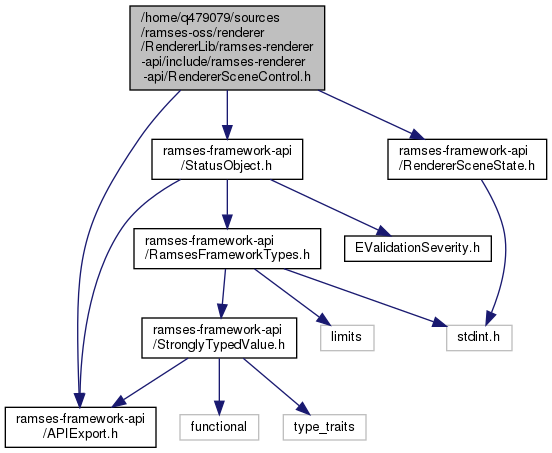 /home/q479079/sources
/ramses-oss/renderer
/RendererLib/ramses-renderer
-api/include/ramses-renderer
-api/RendererSceneControl.h
ramses-framework-api
/StatusObject.h
ramses-framework-api
/RendererSceneState.h
ramses-framework-api
/RamsesFrameworkTypes.h
EValidationSeverity.h
ramses-framework-api
/StronglyTypedValue.h
limits
stdint.h
ramses-framework-api
/APIExport.h
functional
type_traits